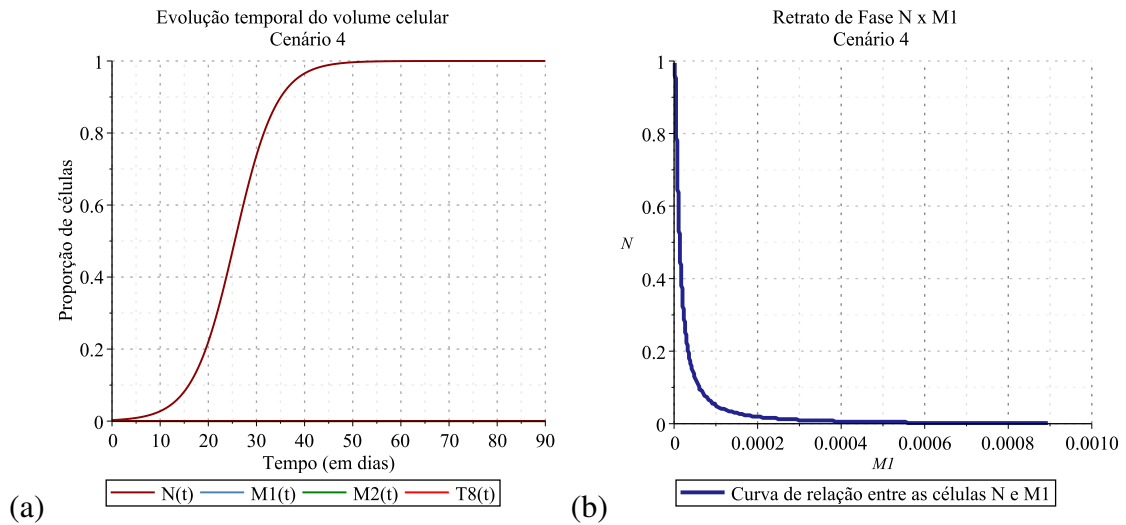 Evolução temporal do volume celular
Cenário 4
1
0.8
0.6
0.4
0.2
0
Proporção de células
0 10 20 30 40 50 60 70 80 90
Tempo (em dias)
N(t) M1(t) M2(t) T8(t)
(a)
Retrato de Fase N x M1
Cenário 4
1
0.8
0.6
0.4
0.2
0
N
0 0.0002 0.0004 0.0006 0.0008 0.0010
M1
Curva de relação entre as células N e M1
(b)